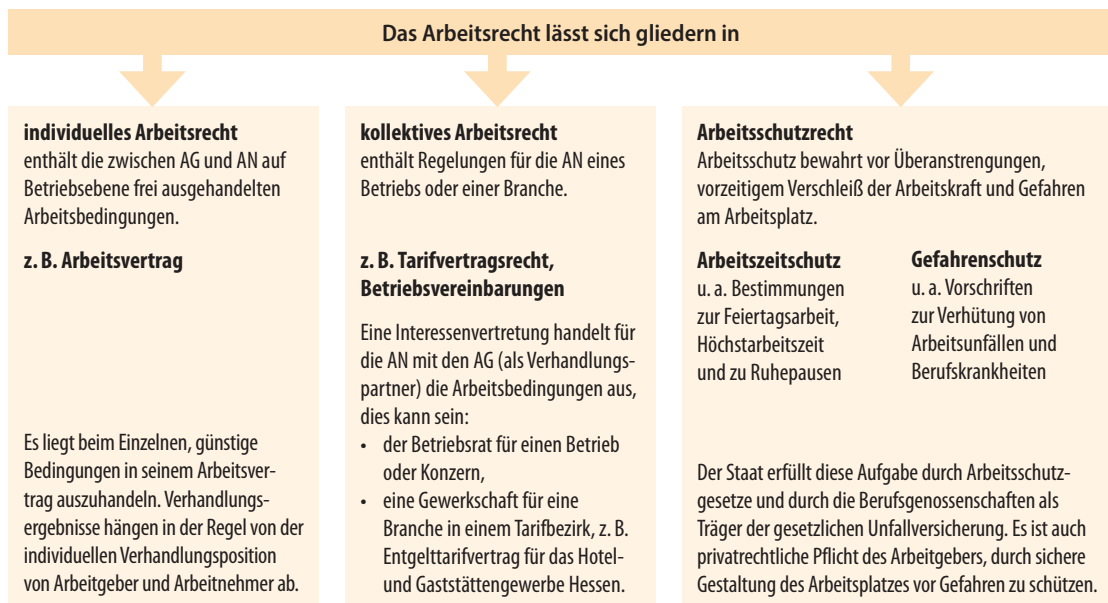 Das Arbeitsrecht lässt sich gliedern in
individuelles Arbeitsrecht
enthält die zwischen AG und AN auf
Betriebsebene frei ausgehandelten
Arbeitsbedingungen.
z. B. Arbeitsvertrag
Es liegt beim Einzelnen, günstige
Bedingungen in seinem Arbeitsver-
trag auszuhandeln. Verhandlungs-
ergebnisse hängen in der Regel von der
individuellen Verhandlungsposition
von Arbeitgeber und Arbeitnehmer ab.
kollektives Arbeitsrecht
enthält Regelungen für die AN eines
Betriebs oder einer Branche.
z. B. Tarifvertragsrecht,
Betriebsvereinbarungen
Eine Interessenvertretung handelt für
die AN mit den AG (als Verhandlungs-
partner) die Arbeitsbedingungen aus,
dies kann sein:
• der Betriebsrat für einen Betrieb
oder Konzern,
• eine Gewerkschaft für eine
Branche in einem Tarifbezirk, z. B.
Entgelttarifvertrag für das Hotel-
und Gaststättengewerbe Hessen.
Arbeitsschutzrecht
Arbeitsschutz bewahrt vor Überanstrengungen,
vorzeitigem Verschleiß der Arbeitskraft und Gefahren
am Arbeitsplatz.
Arbeitszeitschutz
u. a. Bestimmungen
zur Feiertagsarbeit,
Höchstarbeitszeit
und zu Ruhepausen
Gefahrenschutz
u. a. Vorschriften
zur Verhütung von
Arbeitsunfällen und
Berufskrankheiten
Der Staat erfüllt diese Aufgabe durch Arbeitsschutz-
gesetze und durch die Berufsgenossenschaften als
Träger der gesetzlichen Unfallversicherung. Es ist auch
privatrechtliche Pflicht des Arbeitgebers, durch sichere
Gestaltung des Arbeitsplatzes vor Gefahren zu schützen.